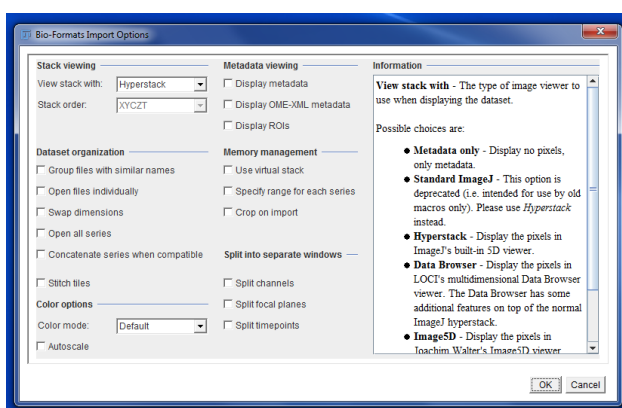 Bio-Formats Import Options
Stack viewing
View stack with: Hyperstack
Stack order: XYCZT
Dataset organization
Group files with similar names
Open files individually
Swap dimensions
Open all series
Concatenate series when compatible
Stitch tiles
Color options
Color mode: Default
Autoscale
Metadata viewing
Display metadata
Display OME-XML metadata
Display ROIs
Memory management
Use virtual stack
Specify range for each series
Crop on import
Split into separate windows
Split channels
Split focal planes
Split timepoints
Information
View stack with - The type of image viewer to
use when displaying the dataset.
Possible choices are:
● Metadata only - Display no pixels,
only metadata.
● Standard ImageJ - This option is
deprecated (i.e. intended for use by old
macros only). Please use Hyperstack
instead.
● Hyperstack - Display the pixels in
ImageJ's built-in 5D viewer.
● Data Browser - Display the pixels in
LOCI's multidimensional Data Browser
viewer. The Data Browser has some
additional features on top of the normal
ImageJ hyperstack.
● Image5D - Display the pixels in
Joachim Walter's Image5D viewer
OK Cancel